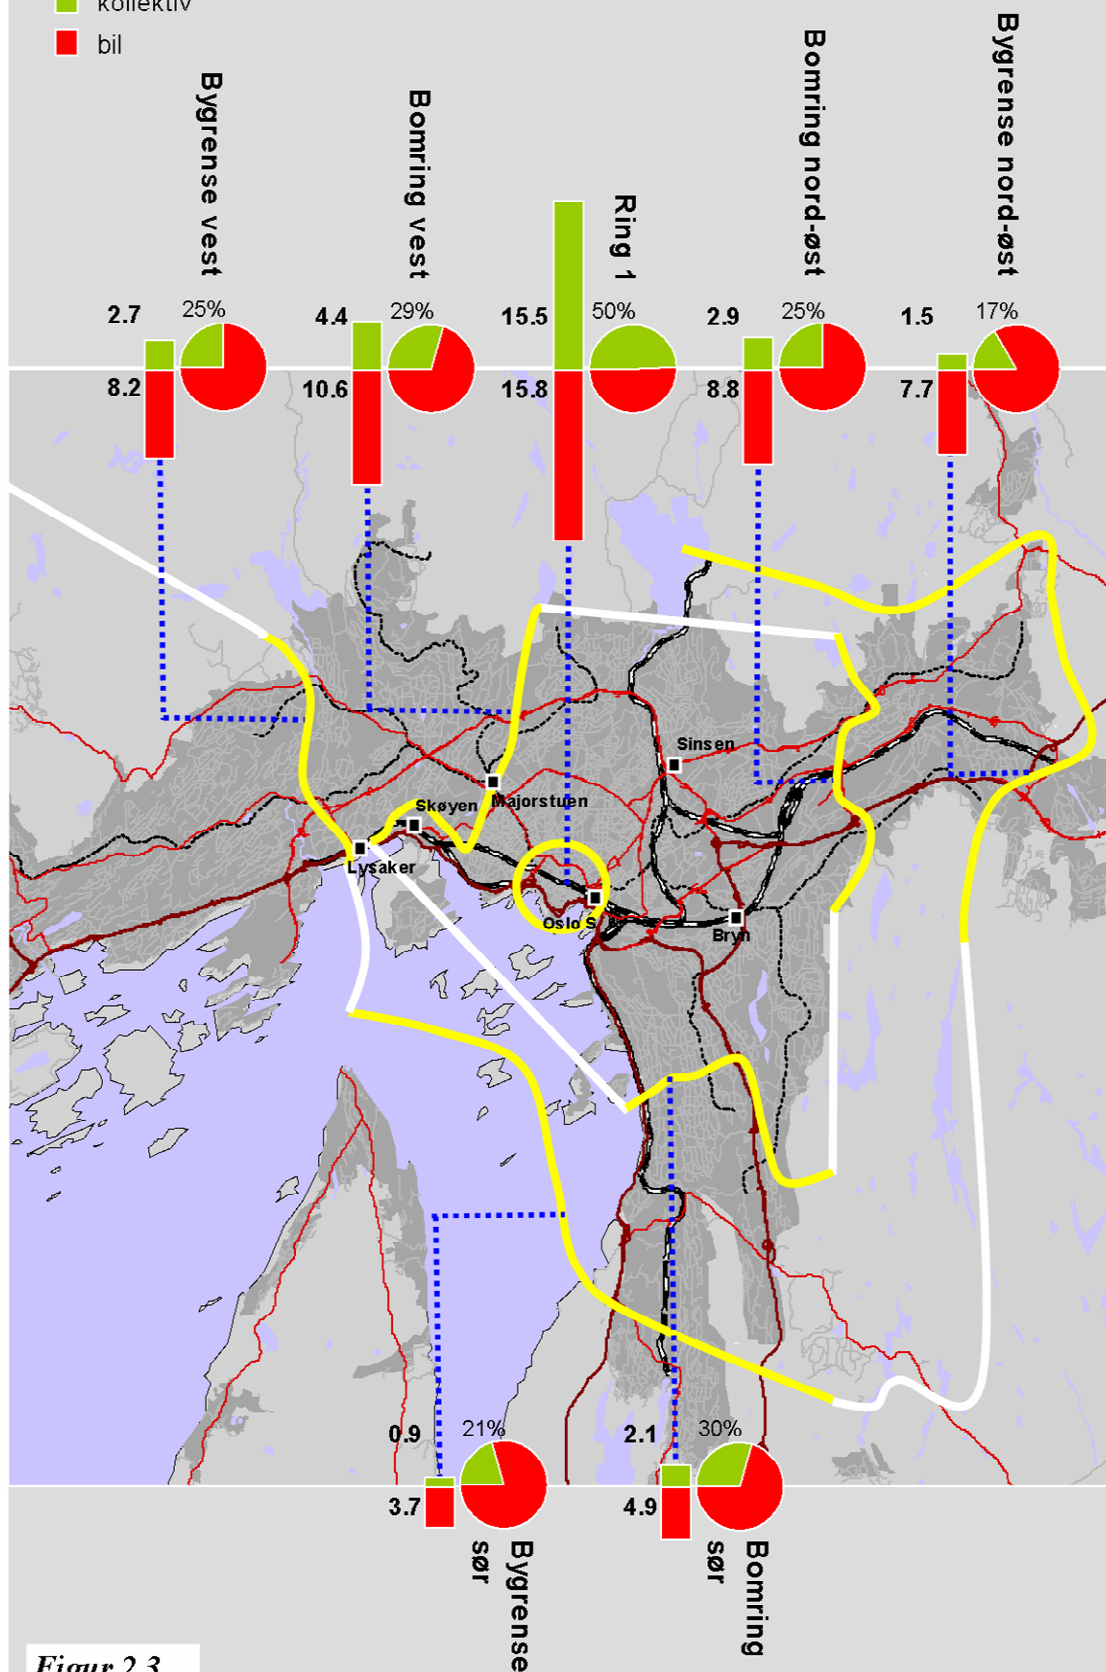 kollektiv
bil
Bygrense vest
Bomring vest
Ring 1
Bomring nord-øst
Bygrense nord-øst
2.7
25%
8.2
4.4
29%
10.6
15.5
50%
15.8
2.9
25%
8.8
1.5
17%
7.7
Sinsen
Majorstuen
Skøyen
Lysaker
Oslo S
Bryn
0.9
21%
3.7
2.1
30%
4.9
Bygrense
sør
Bomring
sør
Figur 2.3